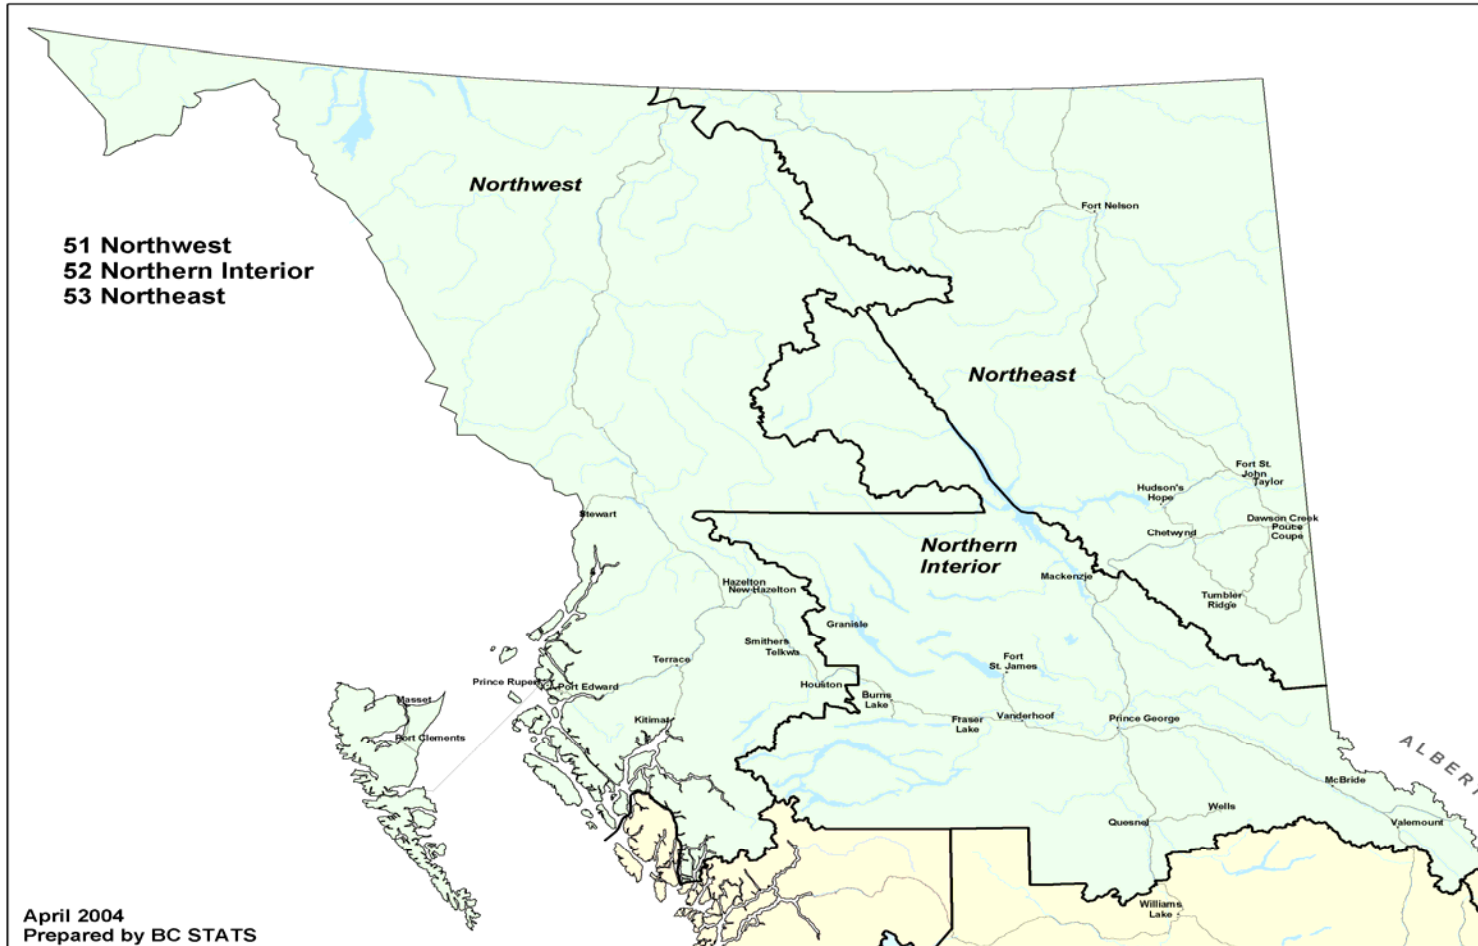 Northwest
51 Northwest
52 Northern Interior
53 Northeast
Fort Nelson
Northeast
Fort St.
John
Taylor
Hudson's
Hope
Dawson Creek
Pouce
Coupe
Chetwynd
Stewart
Northern
Interior
Mackenzie
Hazelton
New Hazelton
Tumbler
Ridge
Granisle
Smithers
Telkwa
Terrace
Fort
St. James
Prince Rupert
Port Edward
Houston
Burns
Lake
Masset
Kitimat
Fraser
Lake
Vanderhoof
Prince George
Port Clements
ALBERT
McBride
Wells
Quesnel
Valemount
Williams
Lake
April 2004
Prepared by BC STATS